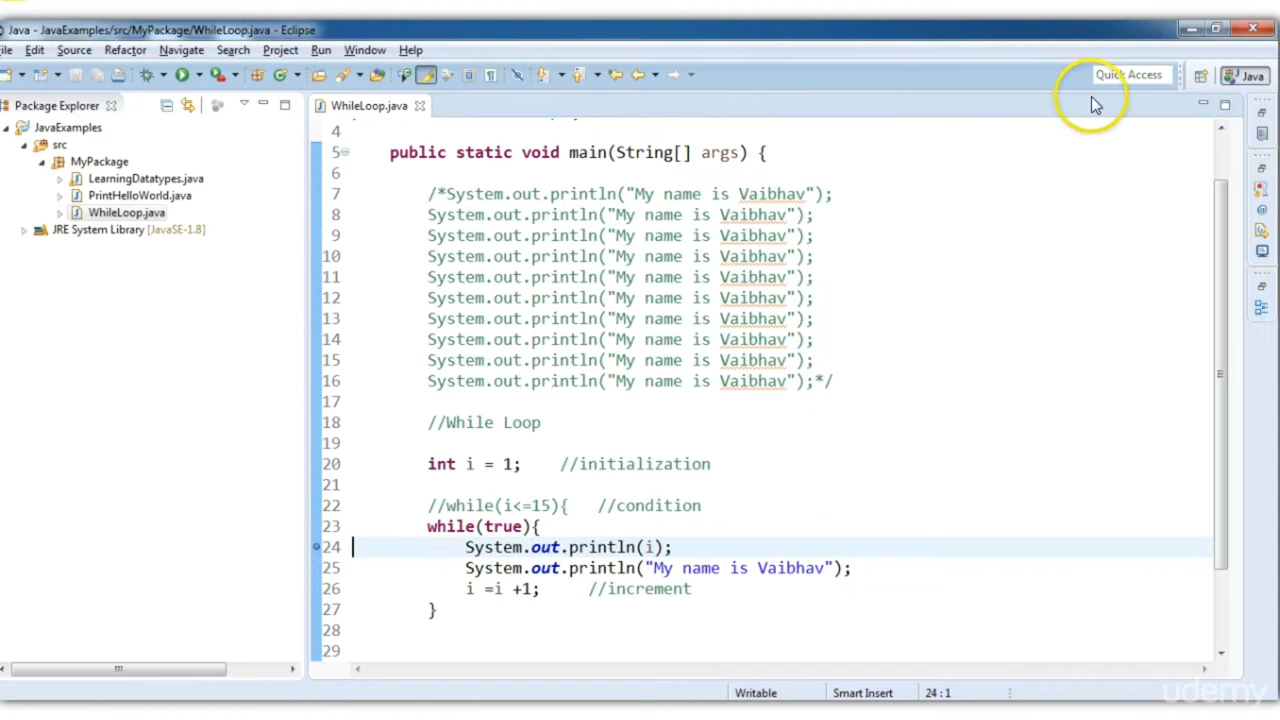 Java - JavaExamples/src/MyPackage/WhileLoop.java - Eclipse
ile Edit Source Refactor Navigate Search Project Run Window Help
Quick Access
Java
Package Explorer
WhileLoop.java
JavaExamples
src
MyPackage
LearningDatatypes.java
PrintHelloWorld.java
WhileLoop.java
JRE System Library [JavaSE-1.8]
4
5 public static void main(String[] args) {
6
7 /*System.out.println("My name is Vaibhav");
8 System.out.println("My name is Vaibhav");
9 System.out.println("My name is Vaibhav");
10 System.out.println("My name is Vaibhav");
11 System.out.println("My name is Vaibhav");
12 System.out.println("My name is Vaibhav");
13 System.out.println("My name is Vaibhav");
14 System.out.println("My name is Vaibhav");
15 System.out.println("My name is Vaibhav");
16 System.out.println("My name is Vaibhav");*/
17
18 //While Loop
19
20 int i = 1; //initialization
21
22 //while(i<=15){ //condition
23 while(true){
24 System.out.println(i);
25 System.out.println("My name is Vaibhav");
26 i =i +1; //increment
27 }
28
29
Writable Smart Insert 24 : 1
udemy